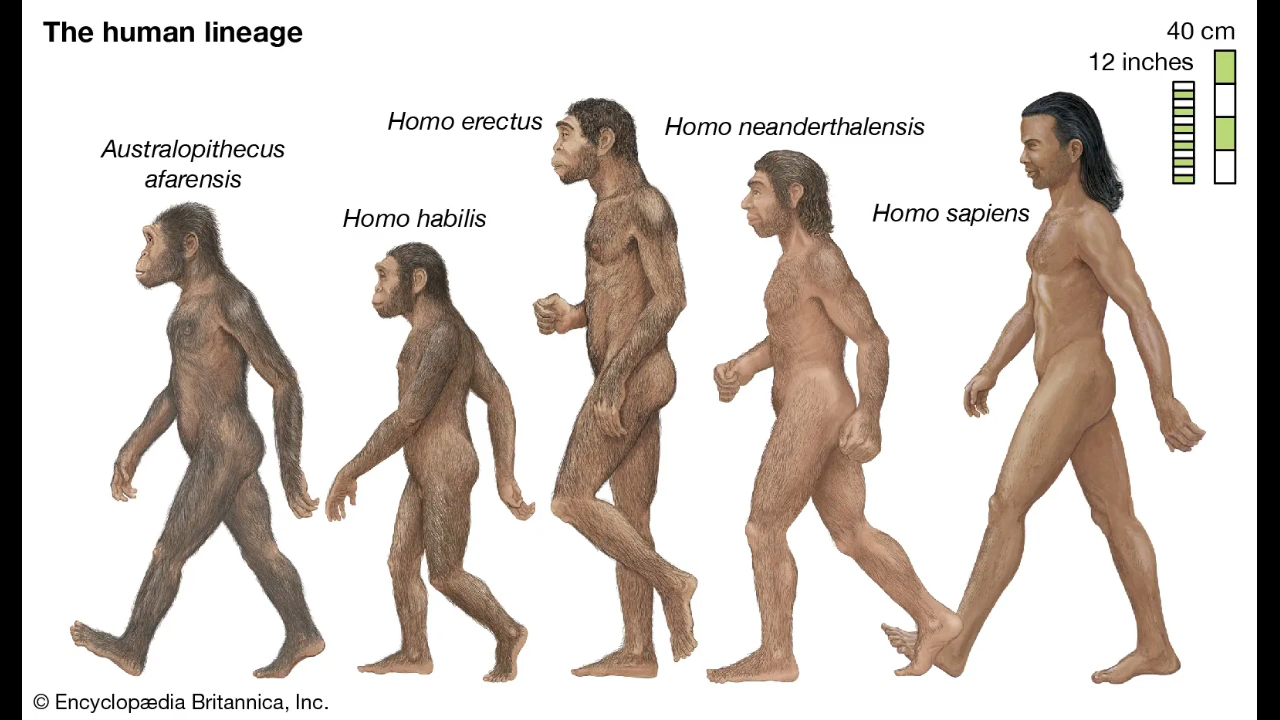 The human lineage
40 cm
12 inches
Homo erectus
Homo neanderthalensis
Australopithecus
afarensis
Homo habilis
Homo sapiens
© Encyclopædia Britannica, Inc.